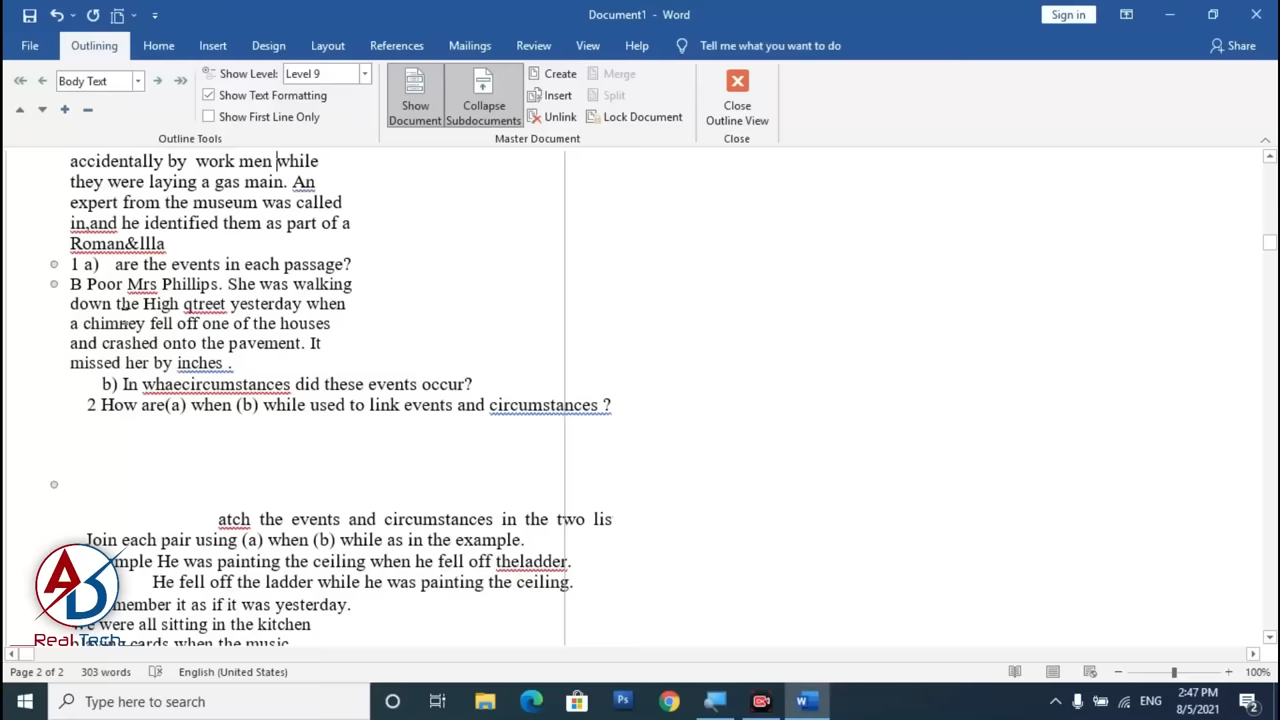 Document1 - Word
Sign in
File Outlining Home Insert Design Layout References Mailings Review View Help Tell me what you want to do Share
Body Text
Show Level: Level 9
Show Text Formatting
Show First Line Only
Outline Tools
Show Document
Collapse Subdocuments
Create
Insert
Unlink
Merge
Split
Lock Document
Master Document
Close Outline View
Close
accidentally by work men while
they were laying a gas main. An
expert from the museum was called
in,and he identified them as part of a
Roman&llla
1 a) are the events in each passage?
B Poor Mrs Phillips. She was walking
down the High qtreet yesterday when
a chimney fell off one of the houses
and crashed onto the pavement. It
missed her by inches .
b) In whaecircumstances did these events occur?
2 How are(a) when (b) while used to link events and circumstances ?
atch the events and circumstances in the two lis
Join each pair using (a) when (b) while as in the example.
mple He was painting the ceiling when he fell off theladder.
He fell off the ladder while he was painting the ceiling.
member it as if it was yesterday.
were all sitting in the kitchen
cards when the music
Real Tech
Page 2 of 2 303 words English (United States) 100%
Type here to search
ENG
2:47 PM
8/5/2021
2